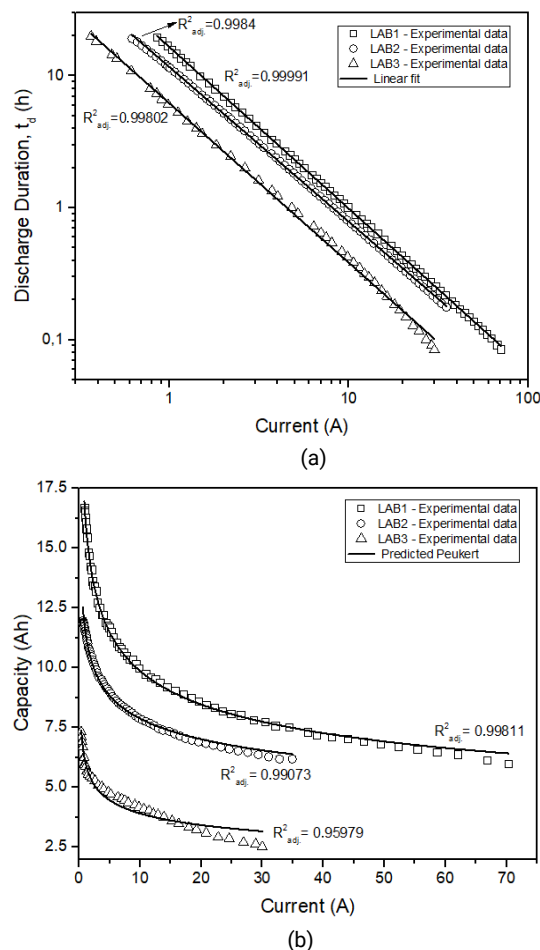 R²adj.=0.9984
LAB1 - Experimental data
LAB2 - Experimental data
LAB3 - Experimental data
Linear fit
R²adj.=0.99991
R²adj.=0.99802
10
1
0.1
Discharge Duration, td (h)
1
10
100
Current (A)
(a)
17.5
15.0
12.5
10.0
7.5
5.0
2.5
Capacity (Ah)
LAB1 - Experimental data
LAB2 - Experimental data
LAB3 - Experimental data
Predicted Peukert
R²adj.=0.99811
R²adj.=0.99073
R²adj.=0.95979
0
10
20
30
40
50
60
70
Current (A)
(b)